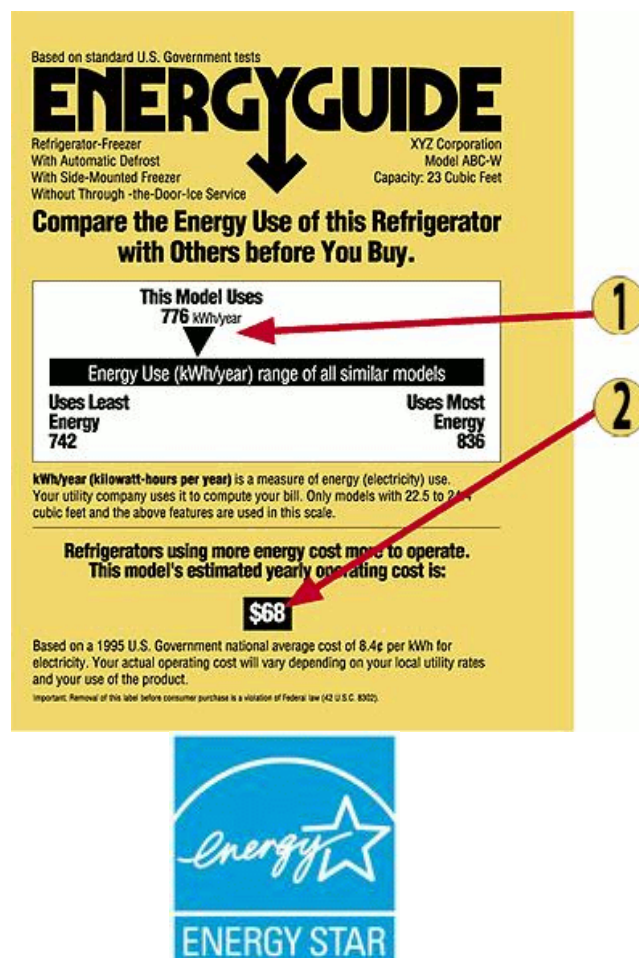 Based on standard U.S. Government tests
ENERGYGUIDE
Refrigerator-Freezer
With Automatic Defrost
With Side-Mounted Freezer
Without Through -the-Door-Ice Service
XYZ Corporation
Model ABC-W
Capacity: 23 Cubic Feet
Compare the Energy Use of this Refrigerator
with Others before You Buy.
This Model Uses
776 kWh/year
1
Energy Use (kWh/year) range of all similar models
Uses Least
Energy
742
Uses Most
Energy
836
2
kWh/year (kilowatt-hours per year) is a measure of energy (electricity) use.
Your utility company uses it to compute your bill. Only models with 22.5 to 24.4
cubic feet and the above features are used in this scale.
Refrigerators using more energy cost more to operate.
This model's estimated yearly operating cost is:
$68
Based on a 1995 U.S. Government national average cost of 8.4¢ per kWh for
electricity. Your actual operating cost will vary depending on your local utility rates
and your use of the product.
Important: Removal of this label before consumer purchase is a violation of Federal law (42 U.S.C. 6302).
energy
ENERGY STAR